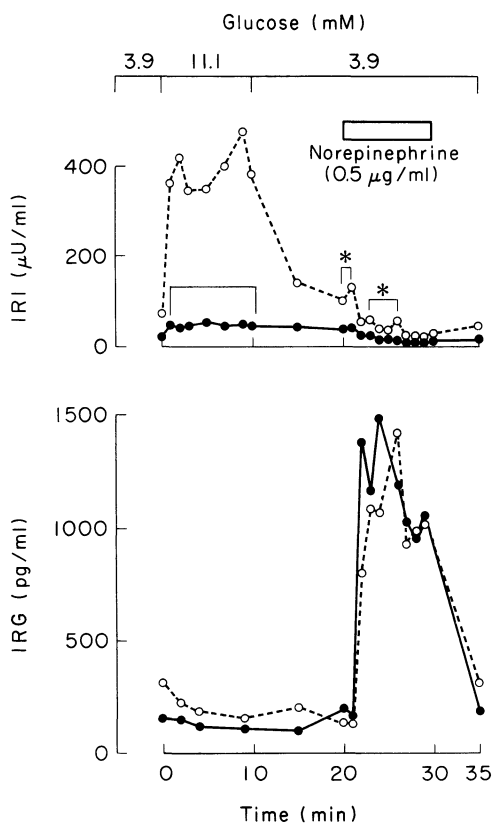 Glucose (mM)
3.9 11.1 3.9
Norepinephrine
(0.5 μg/ml)
IRI (μU/ml)
400
200
0
*
*
IRG (pg/ml)
1500
1000
500
0
0 10 20 30 35
Time (min)